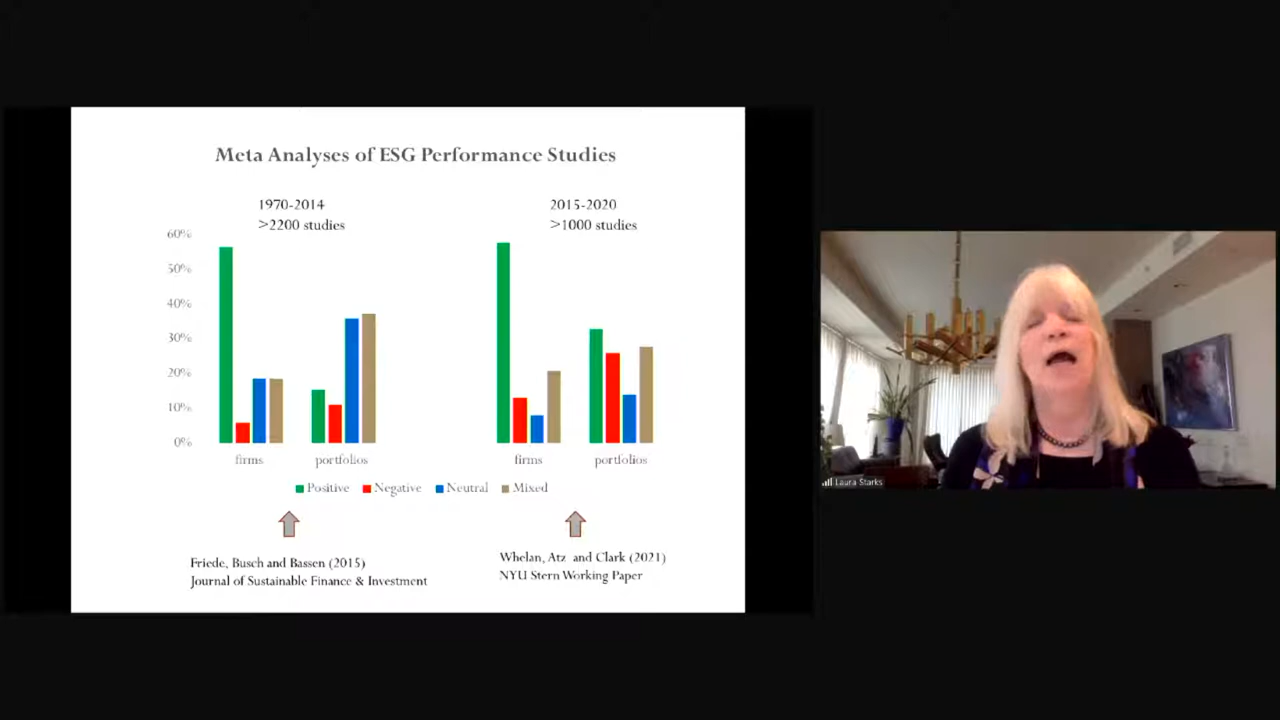 Meta Analyses of ESG Performance Studies
1970-2014
>2200 studies
2015-2020
>1000 studies
60%
50%
40%
30%
20%
10%
0%
firms
portfolios
firms
portfolios
Positive
Negative
Neutral
Mixed
Friede, Busch and Bassen (2015)
Journal of Sustainable Finance & Investment
Whelan, Atz and Clark (2021)
NYU Stern Working Paper
Laura Starks